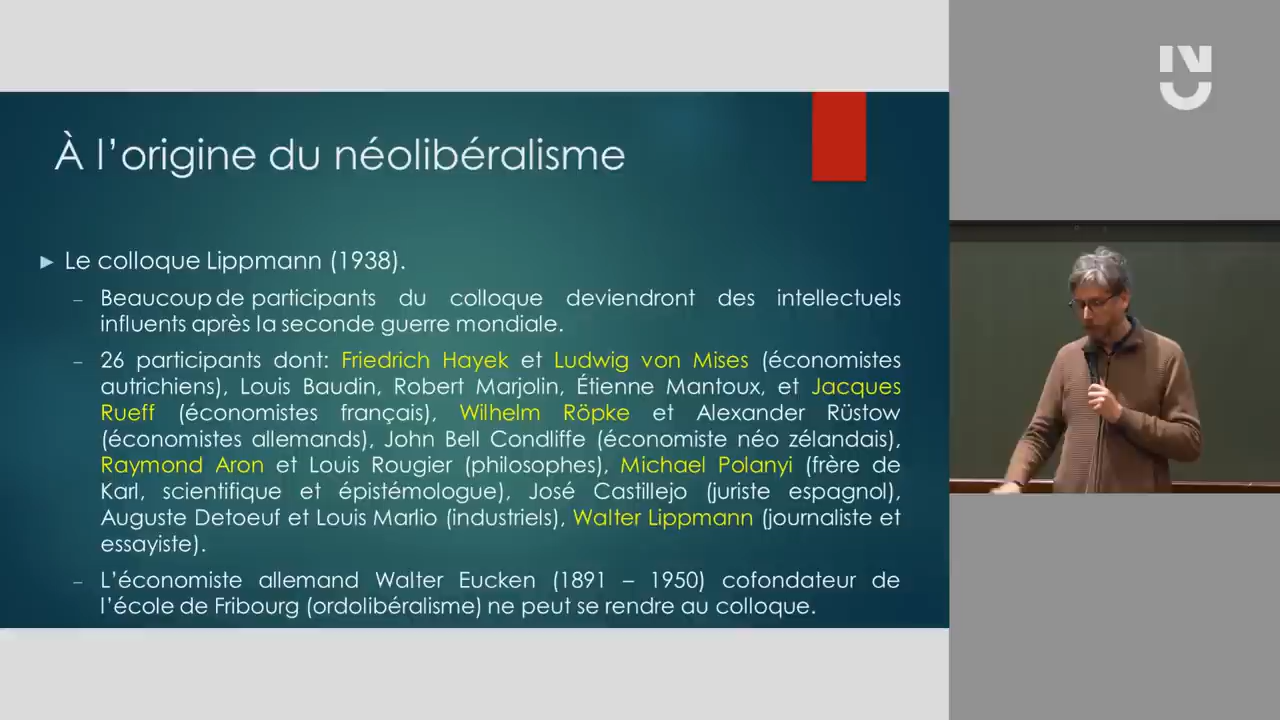 À l’origine du néolibéralisme
► Le colloque Lippmann (1938).
– Beaucoup de participants du colloque deviendront des intellectuels
influents après la seconde guerre mondiale.
– 26 participants dont: Friedrich Hayek et Ludwig von Mises (économistes
autrichiens), Louis Baudin, Robert Marjolin, Étienne Mantoux, et Jacques
Rueff (économistes français), Wilhelm Röpke et Alexander Rüstow
(économistes allemands), John Bell Condliffe (économiste néo zélandais),
Raymond Aron et Louis Rougier (philosophes), Michael Polanyi (frère de
Karl, scientifique et épistémologue), José Castillejo (juriste espagnol),
Auguste Detoeuf et Louis Marlio (industriels), Walter Lippmann (journaliste et
essayiste).
– L’économiste allemand Walter Eucken (1891 – 1950) cofondateur de
l’école de Fribourg (ordolibéralisme) ne peut se rendre au colloque.